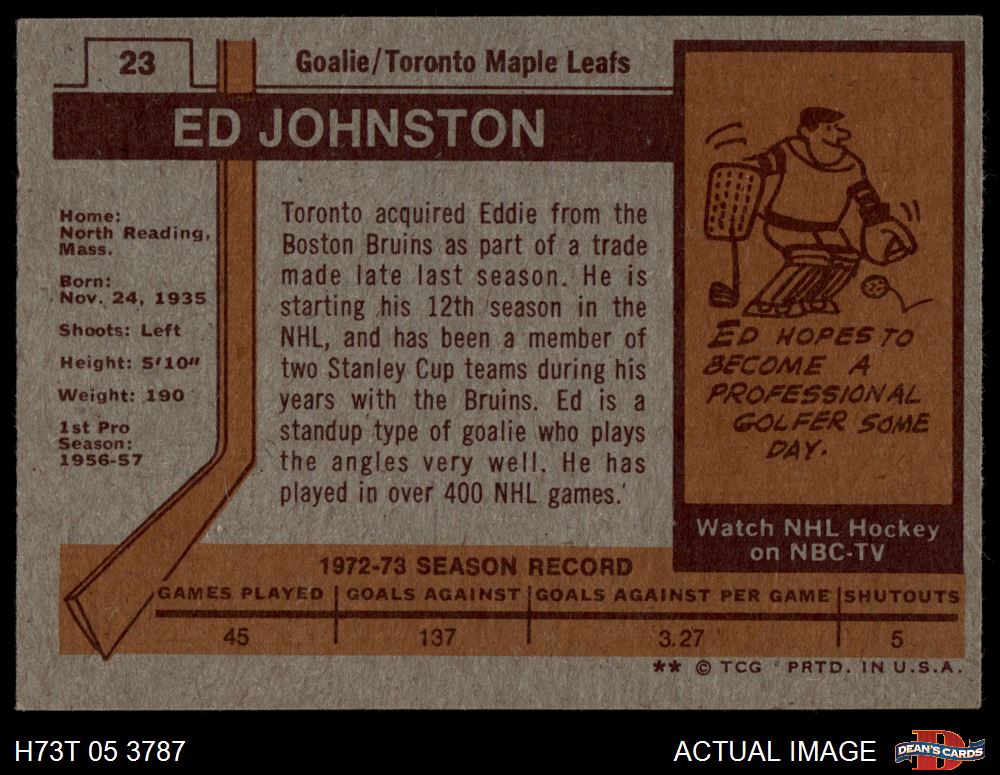 23
Goalie/Toronto Maple Leafs
ED JOHNSTON
Home:
North Reading,
Mass.
Born:
Nov. 24, 1935
Shoots: Left
Height: 5'10"
Weight: 190
1st Pro
Season:
1956-57
Toronto acquired Eddie from the
Boston Bruins as part of a trade
made late last season. He is
starting his 12th season in the
NHL, and has been a member of
two Stanley Cup teams during his
years with the Bruins. Ed is a
standup type of goalie who plays
the angles very well. He has
played in over 400 NHL games.
ED HOPES TO
BECOME A
PROFESSIONAL
GOLFER SOME
DAY.
Watch NHL Hockey
on NBC-TV
1972-73 SEASON RECORD
GAMES PLAYED GOALS AGAINST GOALS AGAINST PER GAME SHUTOUTS
45 137 3.27 5
** © TCG PRTD. IN U.S.A.
H73T 05 3787
ACTUAL IMAGE
D
DEAN'S CARDS